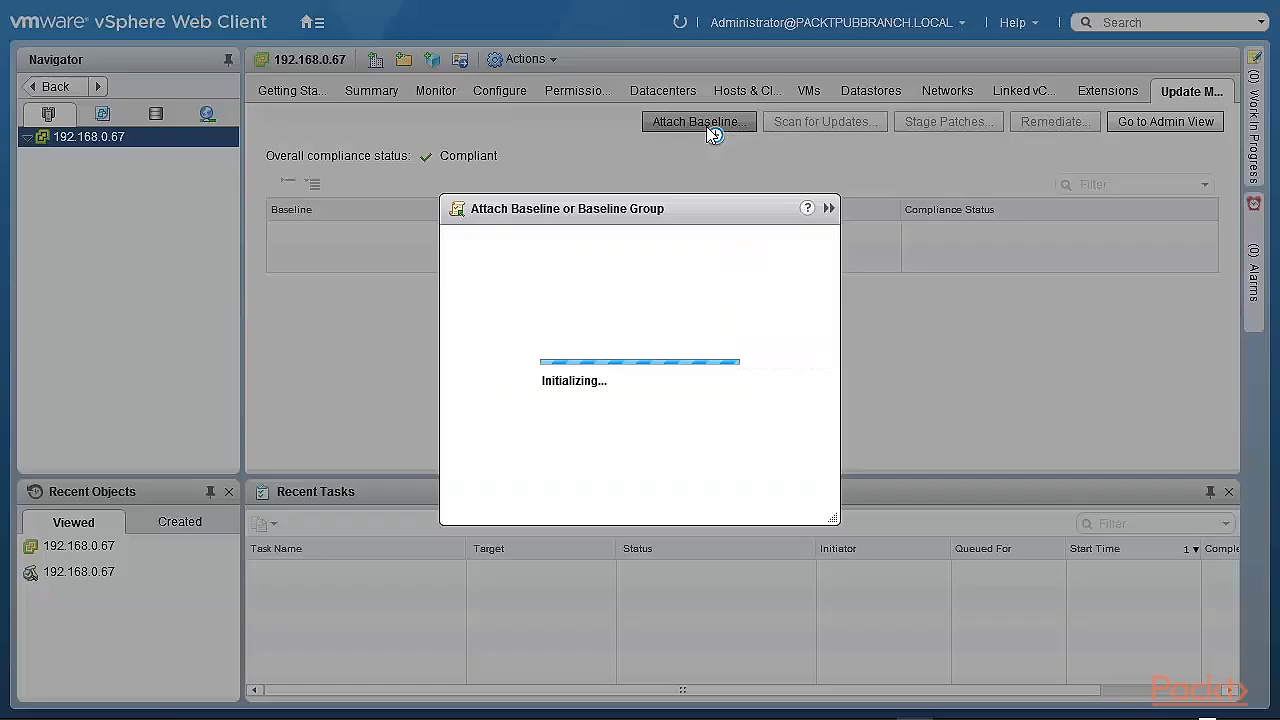 vmware® vSphere Web Client
Administrator@PACKTPUBBRANCH.LOCAL
Help
Search
Navigator
Back
192.168.0.67
192.168.0.67
Actions
Getting Sta...
Summary
Monitor
Configure
Permissio...
Datacenters
Hosts & Cl...
VMs
Datastores
Networks
Linked vC...
Extensions
Update M...
Attach Baseline...
Scan for Updates...
Stage Patches...
Remediate...
Go to Admin View
Overall compliance status: Compliant
Filter
Baseline
Compliance Status
Attach Baseline or Baseline Group
?
Initializing...
(0) Work In Progress
(0) Alarms
Recent Objects
Viewed
Created
192.168.0.67
192.168.0.67
Recent Tasks
Filter
Task Name
Target
Status
Initiator
Queued For
Start Time
1
Comple
Packt